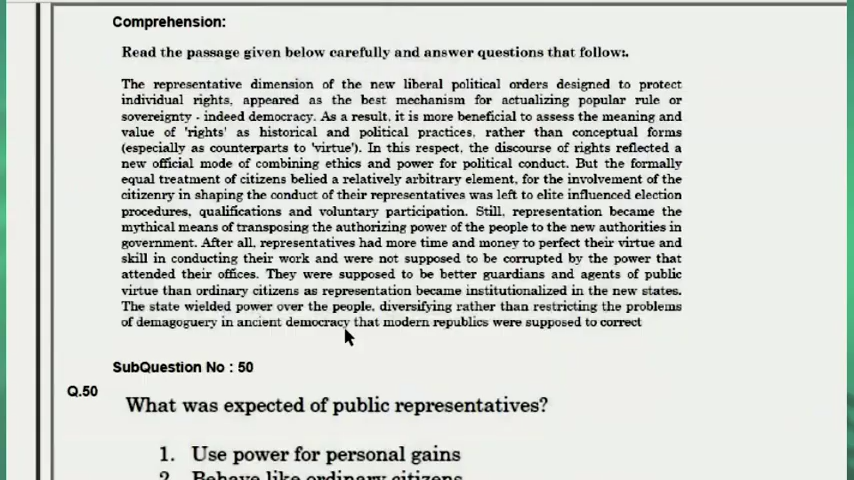 Comprehension:
Read the passage given below carefully and answer questions that follow:.
The representative dimension of the new liberal political orders designed to protect
individual rights, appeared as the best mechanism for actualizing popular rule or
sovereignty - indeed democracy. As a result, it is more beneficial to assess the meaning and
value of 'rights' as historical and political practices, rather than conceptual forms
(especially as counterparts to 'virtue'). In this respect, the discourse of rights reflected a
new official mode of combining ethics and power for political conduct. But the formally
equal treatment of citizens belied a relatively arbitrary element, for the involvement of the
citizenry in shaping the conduct of their representatives was left to elite influenced election
procedures, qualifications and voluntary participation. Still, representation became the
mythical means of transposing the authorizing power of the people to the new authorities in
government. After all, representatives had more time and money to perfect their virtue and
skill in conducting their work and were not supposed to be corrupted by the power that
attended their offices. They were supposed to be better guardians and agents of public
virtue than ordinary citizens as representation became institutionalized in the new states.
The state wielded power over the people, diversifying rather than restricting the problems
of demagoguery in ancient democracy that modern republics were supposed to correct
SubQuestion No : 50
Q.50
What was expected of public representatives?
1. Use power for personal gains
2. Behave like ordinary citizens